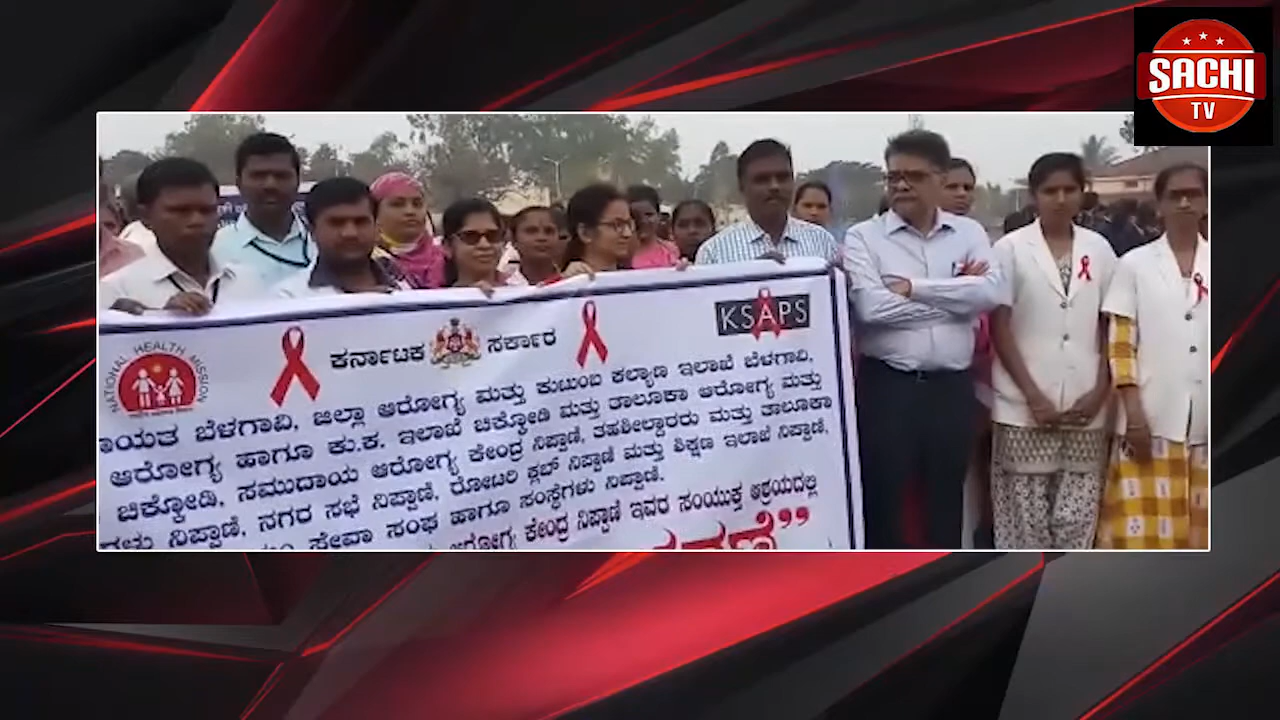 SACHI
TV
NATIONAL HEALTH MISSION
ಕರ್ನಾಟಕ ಸರ್ಕಾರ
KSAPS
ಾಯತ ಬೆಳಗಾವಿ, ಜಿಲ್ಲಾ ಆರೋಗ್ಯ ಮತ್ತು ಕುಟುಂಬ ಕಲ್ಯಾಣ ಇಲಾಖೆ ಬೆಳಗಾವಿ,
ಆರೋಗ್ಯ ಹಾಗೂ ಕು.ಕ. ಇಲಾಖೆ ಚಿಕ್ಕೋಡಿ ಮತ್ತು ತಾಲೂಕಾ ಆರೋಗ್ಯ ಮತ್ತು
ಚಿಕ್ಕೋಡಿ, ಸಮುದಾಯ ಆರೋಗ್ಯ ಕೇಂದ್ರ ನಿಪ್ಪಾಣಿ, ತಹಶೀಲ್ದಾರರು ಮತ್ತು ತಾಲೂಕಾ
ನಿಪ್ಪಾಣಿ, ನಗರ ಸಭೆ ನಿಪ್ಪಾಣಿ, ರೋಟರಿ ಕ್ಲಬ್ ನಿಪ್ಪಾಣಿ ಮತ್ತು ಶಿಕ್ಷಣ ಇಲಾಖೆ ನಿಪ್ಪಾಣಿ,
ಸೇವಾ ಸಂಘ ಹಾಗೂ ಸಂಸ್ಥೆಗಳು ನಿಪ್ಪಾಣಿ.
ಆರೋಗ್ಯ ಕೇಂದ್ರ ನಿಪ್ಪಾಣಿ ಇವರ ಸಂಯುಕ್ತ ಆಶ್ರಯದಲ್ಲಿ